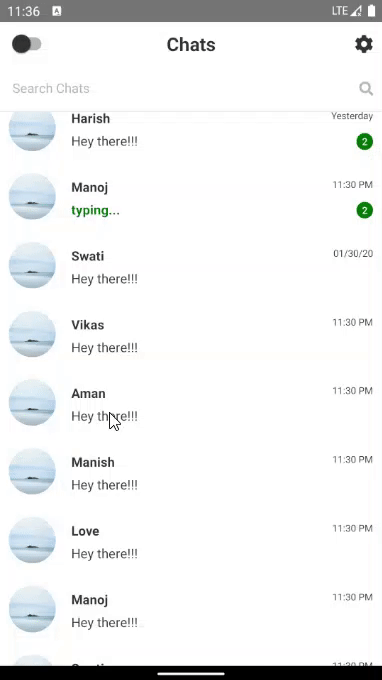 11:36 A LTE
Chats
Search Chats
Harish Yesterday
Hey there!!! 2
Manoj 11:30 PM
typing... 2
Swati 01/30/20
Hey there!!!
Vikas 11:30 PM
Hey there!!!
Aman 11:30 PM
Hey there!!!
Manish 11:30 PM
Hey there!!!
Love 11:30 PM
Hey there!!!
Manoj 11:30 PM
Hey there!!!